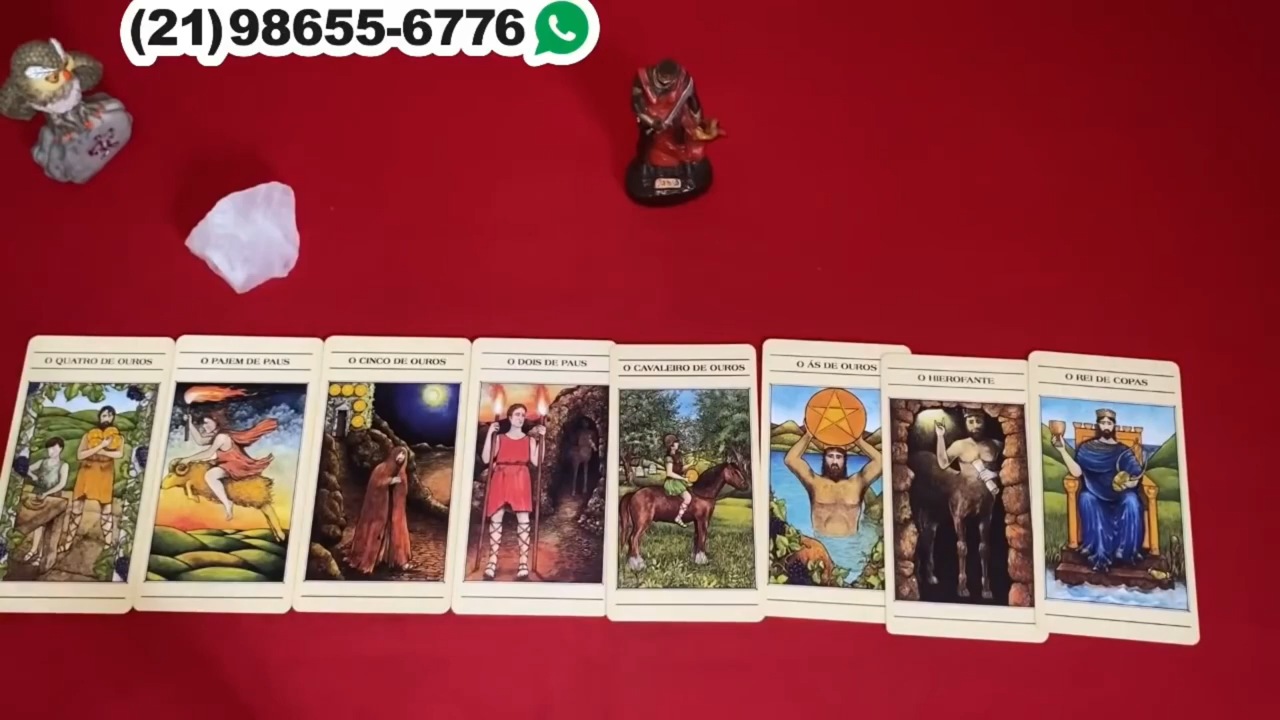 (21)98655-6776
O QUATRO DE OUROS
O PAJEM DE PAUS
O CINCO DE OUROS
O DOIS DE PAUS
O CAVALEIRO DE OUROS
O ÁS DE OUROS
O HIEROFANTE
O REI DE COPAS